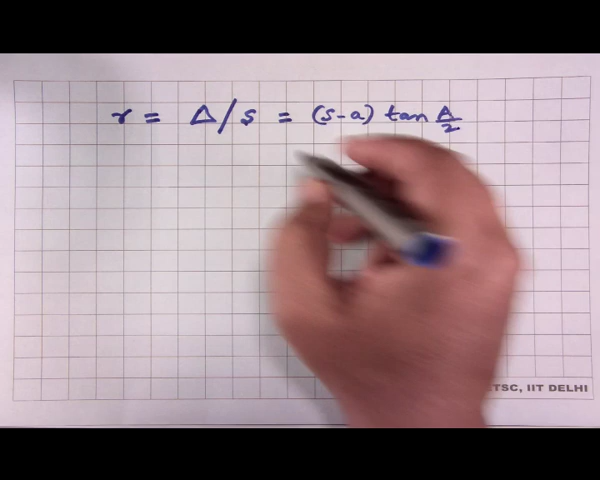 r = Δ/s = (s-a) tan A/2
TSC, IIT DELHI